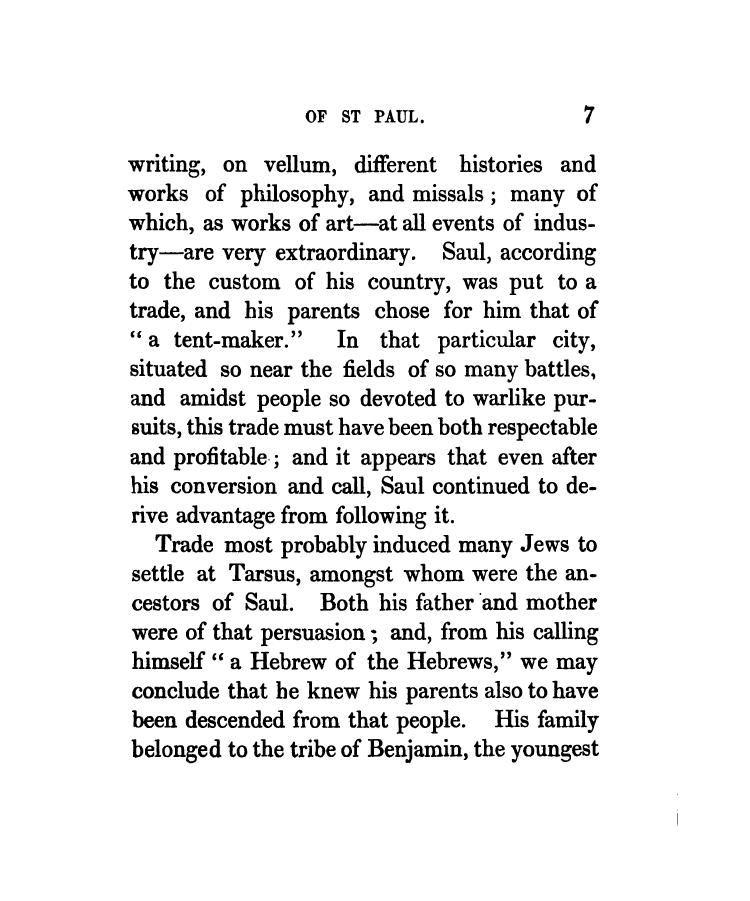 OF ST PAUL. 7
writing, on vellum, different histories and
works of philosophy, and missals ; many of
which, as works of art—at all events of indus-
try—are very extraordinary. Saul, according
to the custom of his country, was put to a
trade, and his parents chose for him that of
“ a tent-maker.” In that particular city,
situated so near the fields of so many battles,
and amidst people so devoted to warlike pur-
suits, this trade must have been both respectable
and profitable ; and it appears that even after
his conversion and call, Saul continued to de-
rive advantage from following it.
Trade most probably induced many Jews to
settle at Tarsus, amongst whom were the an-
cestors of Saul. Both his father and mother
were of that persuasion ; and, from his calling
himself “ a Hebrew of the Hebrews,” we may
conclude that he knew his parents also to have
been descended from that people. His family
belonged to the tribe of Benjamin, the youngest